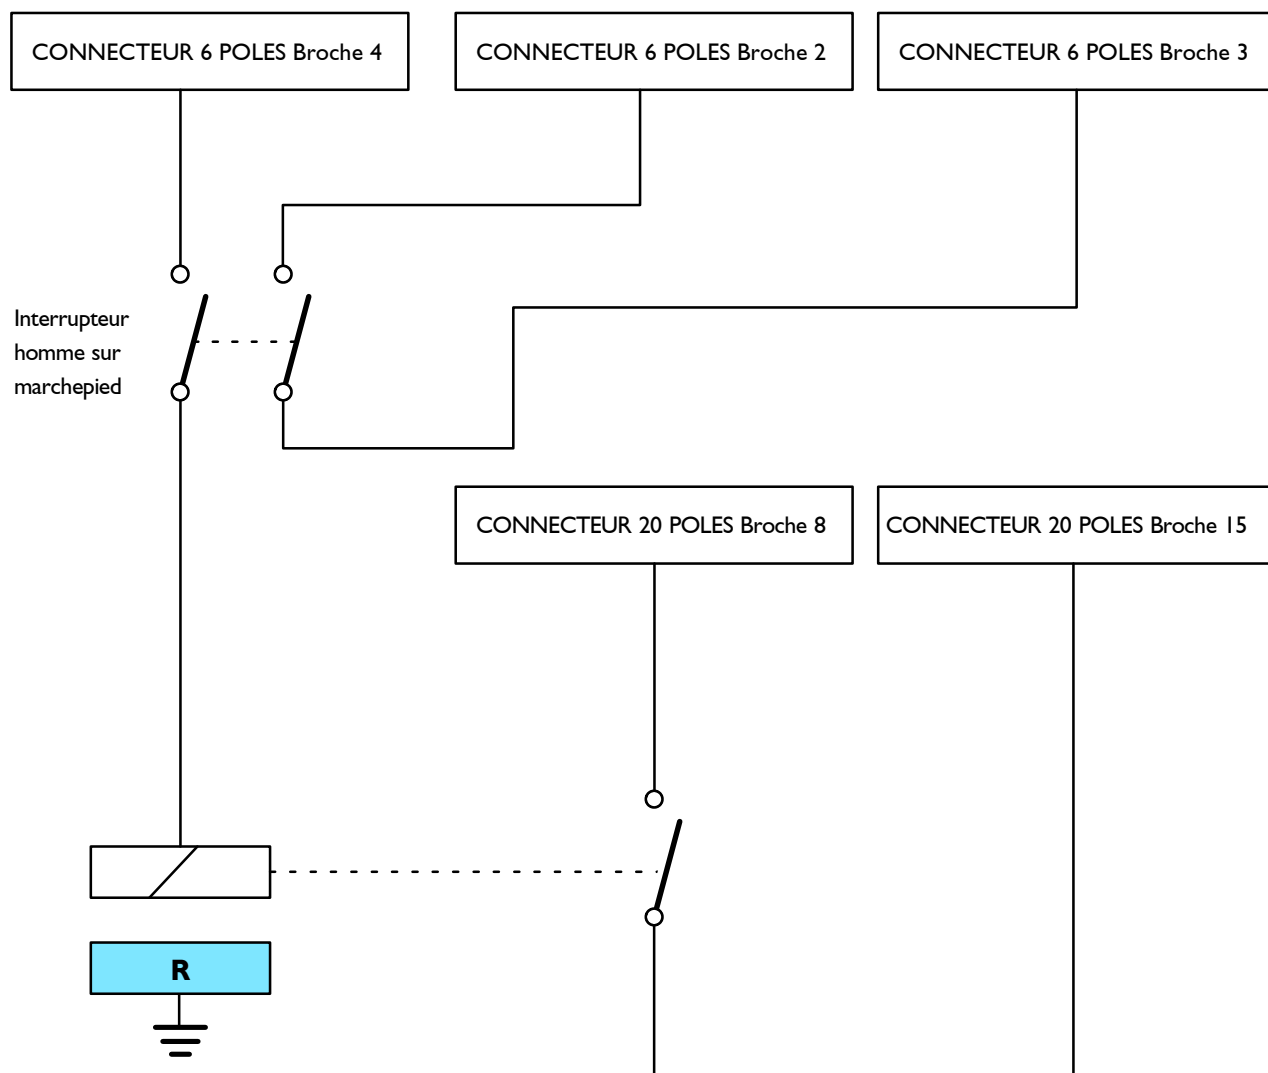 CONNECTEUR 6 POLES Broche 4
CONNECTEUR 6 POLES Broche 2
CONNECTEUR 6 POLES Broche 3
Interrupteur
homme sur
marchepied
CONNECTEUR 20 POLES Broche 8
CONNECTEUR 20 POLES Broche 15
R